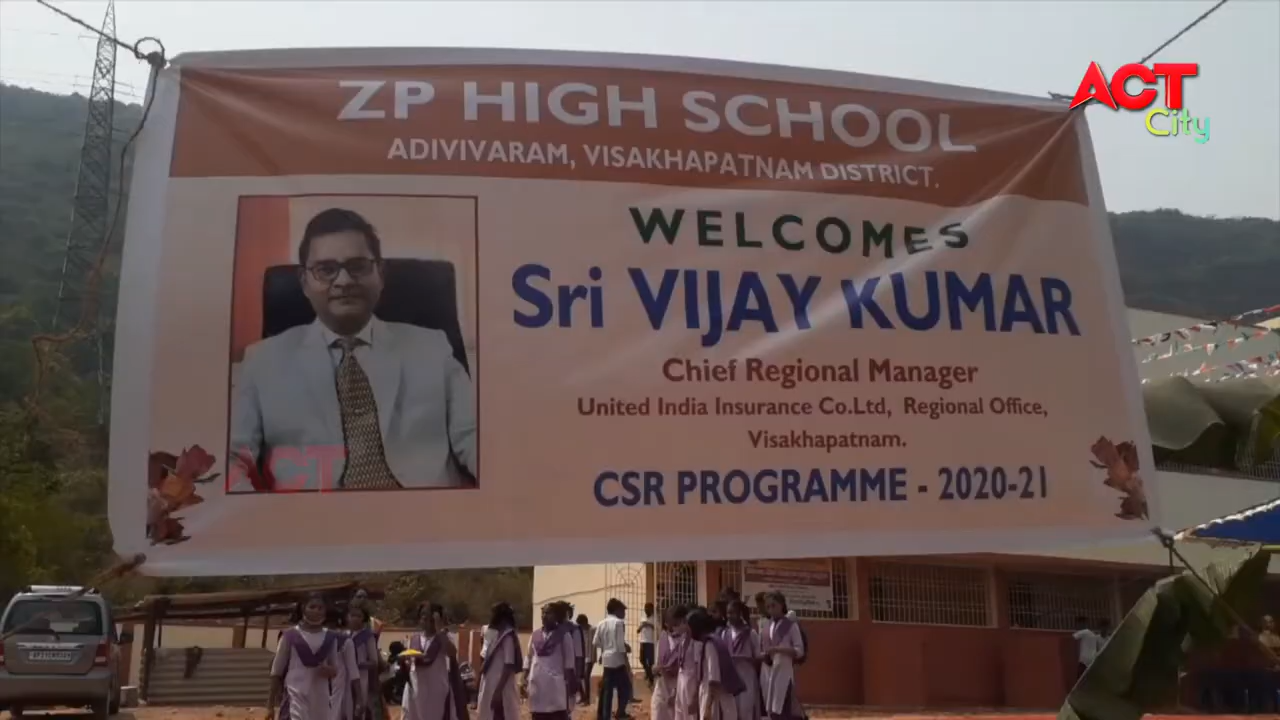 ZP HIGH SCHOOL
ADIVIVARAM, VISAKHAPATNAM DISTRICT.
WELCOMES
Sri VIJAY KUMAR
Chief Regional Manager
United India Insurance Co.Ltd, Regional Office,
Visakhapatnam.
CSR PROGRAMME - 2020-21
ACT
City
ACT